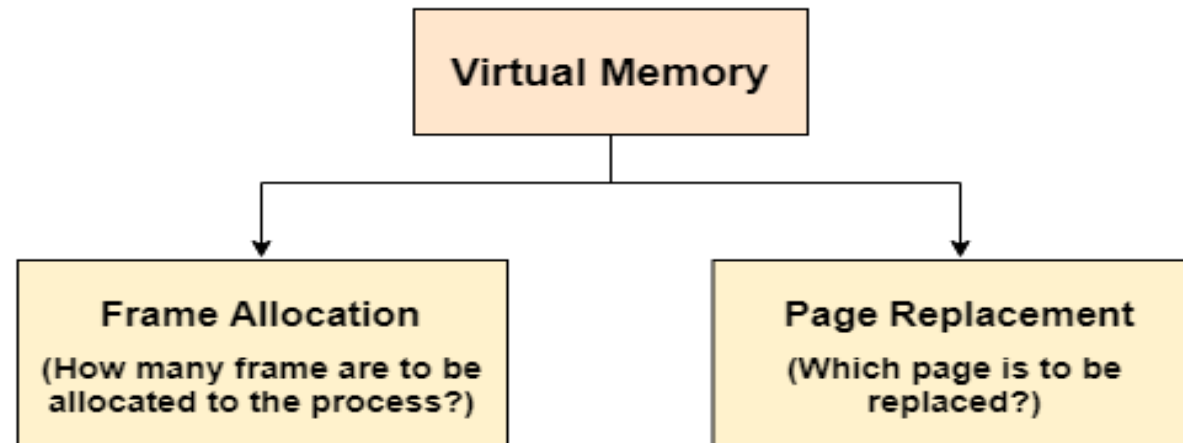 Virtual Memory
Frame Allocation
(How many frame are to be
allocated to the process?)
Page Replacement
(Which page is to be
replaced?)